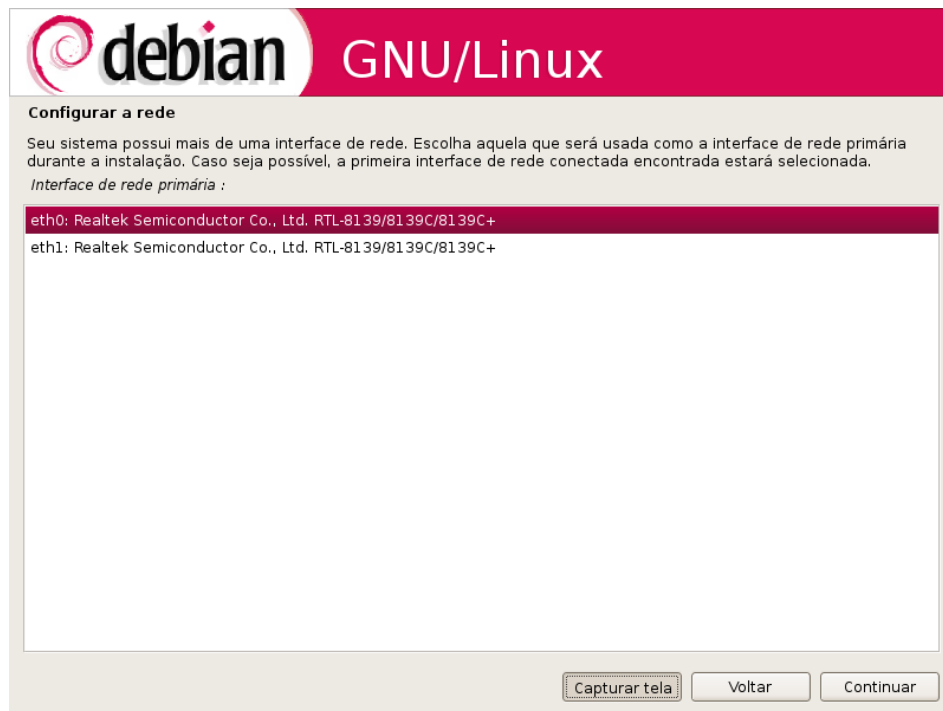 debian GNU/Linux
Configurar a rede
Seu sistema possui mais de uma interface de rede. Escolha aquela que será usada como a interface de rede primária
durante a instalação. Caso seja possível, a primeira interface de rede conectada encontrada estará selecionada.
Interface de rede primária :
eth0: Realtek Semiconductor Co., Ltd. RTL-8139/8139C/8139C+
eth1: Realtek Semiconductor Co., Ltd. RTL-8139/8139C/8139C+
Capturar tela Voltar Continuar